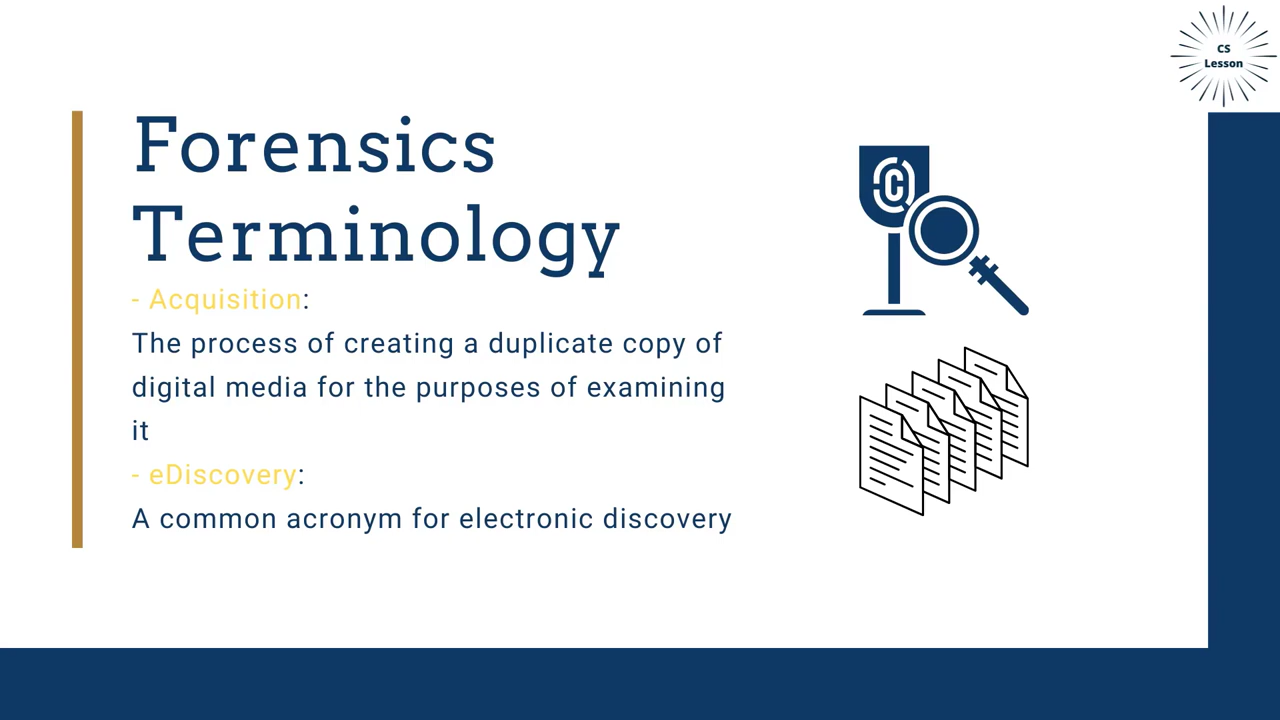 CS
Lesson
Forensics
Terminology
- Acquisition:
The process of creating a duplicate copy of
digital media for the purposes of examining
it
- eDiscovery:
A common acronym for electronic discovery